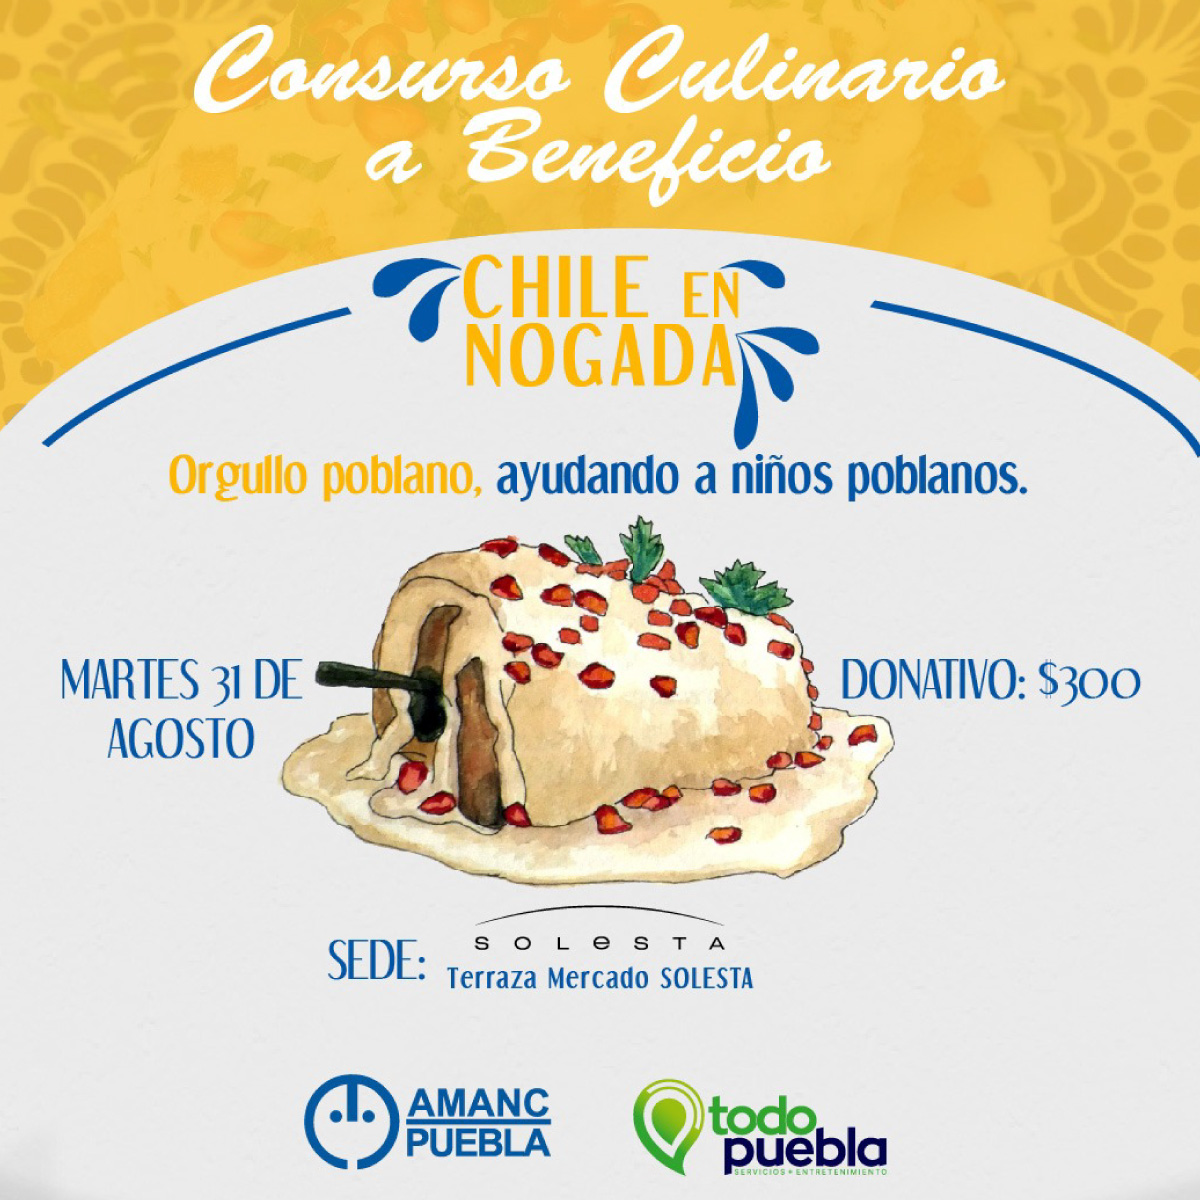 Consurso Culinario
a Beneficio
CHILE EN
NOGADA
Orgullo poblano, ayudando a niños poblanos.
MARTES 31 DE
AGOSTO
DONATIVO: $300
SEDE:
SOLESTA
Terraza Mercado SOLESTA
AMANC
PUEBLA
todo
puebla
SERVICIOS + ENTRETENIMIENTO